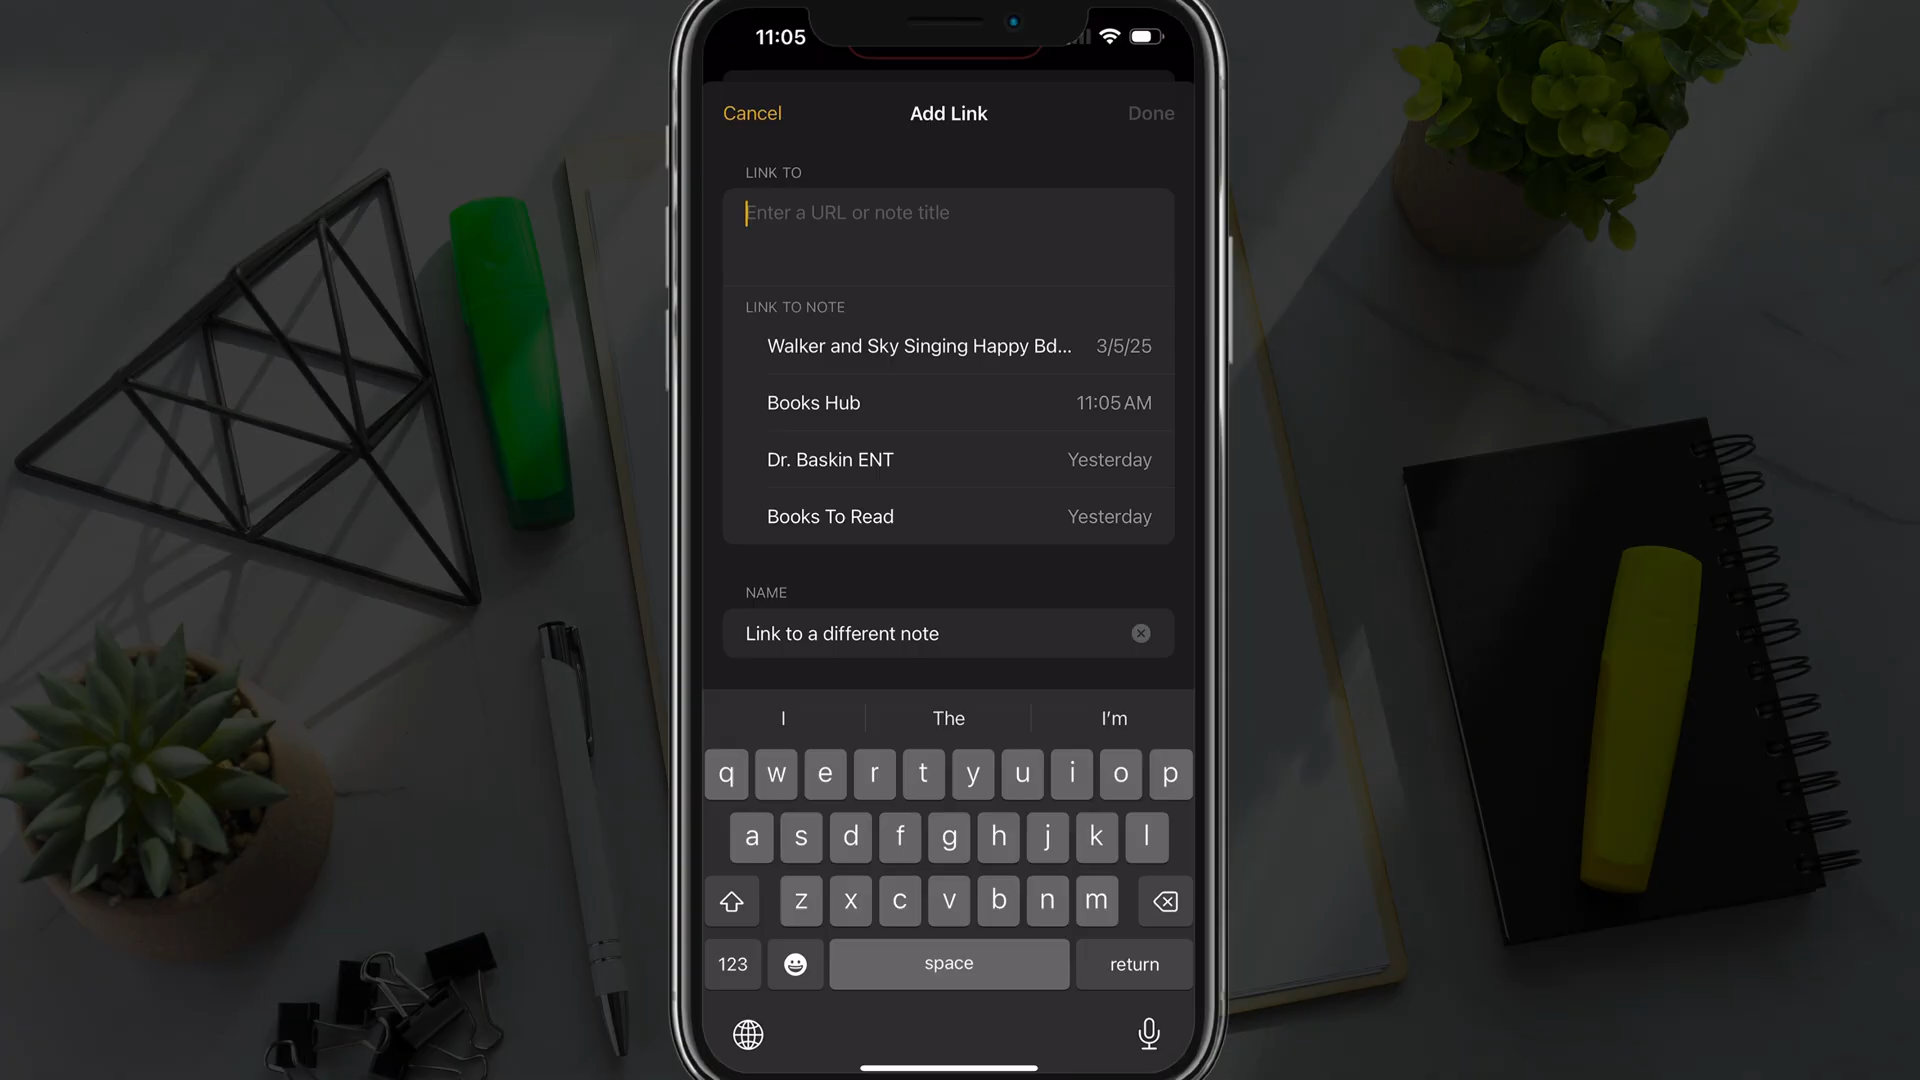 11:05
Cancel Add Link Done
LINK TO
Enter a URL or note title
LINK TO NOTE
Walker and Sky Singing Happy Bd... 3/5/25
Books Hub 11:05 AM
Dr. Baskin ENT Yesterday
Books To Read Yesterday
NAME
Link to a different note
I The I'm
q w e r t y u i o p
a s d f g h j k l
z x c v b n m
123 space return